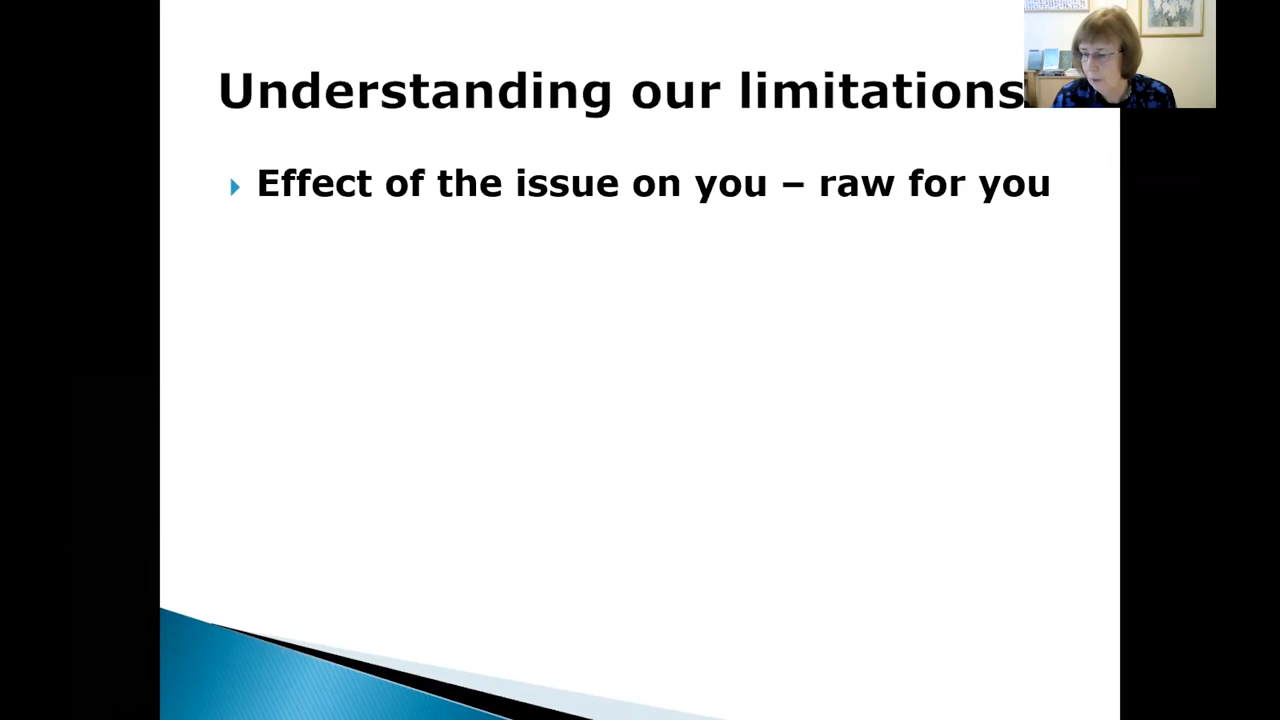 Understanding our limitations
Effect of the issue on you – raw for you